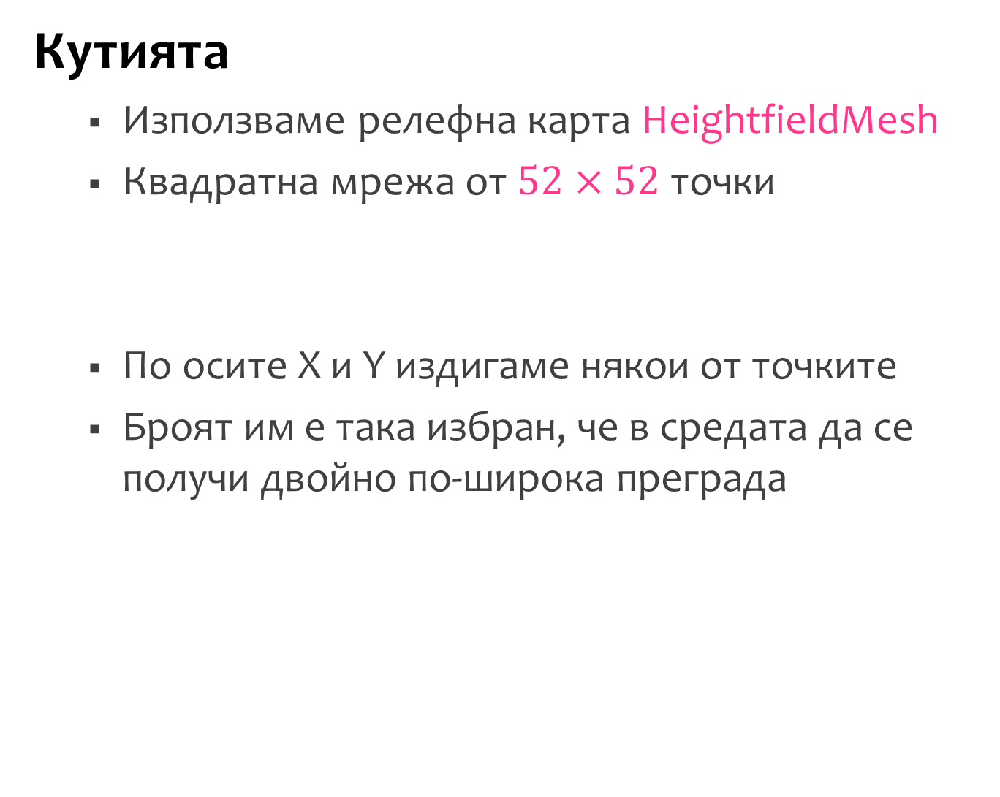 Кутията
▪ Използваме релефна карта HeightfieldMesh
▪ Квадратна мрежа от 52 × 52 точки
▪ По осите X и Y издигаме някои от точките
▪ Броят им е така избран, че в средата да се
получи двойно по-широка преграда